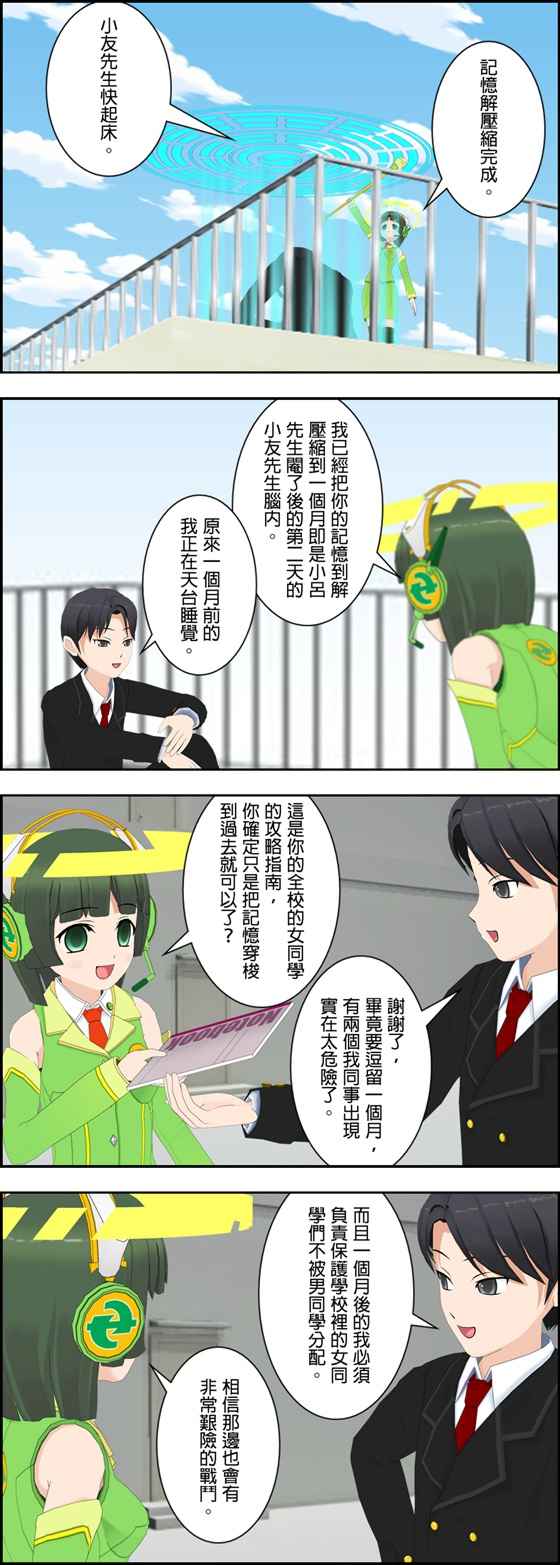 記憶解壓縮完成。
小友先生快起床。
我已經把你的記憶到解
壓縮到一個月即是小呂
先生閹了後的第二天的
小友先生腦内。
原來一個月前的
我正在天台睡覺。
這是你的全校的女同學
的攻略指南，
你確定只是把記憶穿梭
到過去就可以了？
謝謝了，
畢竟要逗留一個月，
有兩個我同事出現
實在太危險了。
而且一個月後的我必須
負責保護學校裡的女同
學們不被男同學分配。
相信那邊也會有
非常艱險的戰鬥。